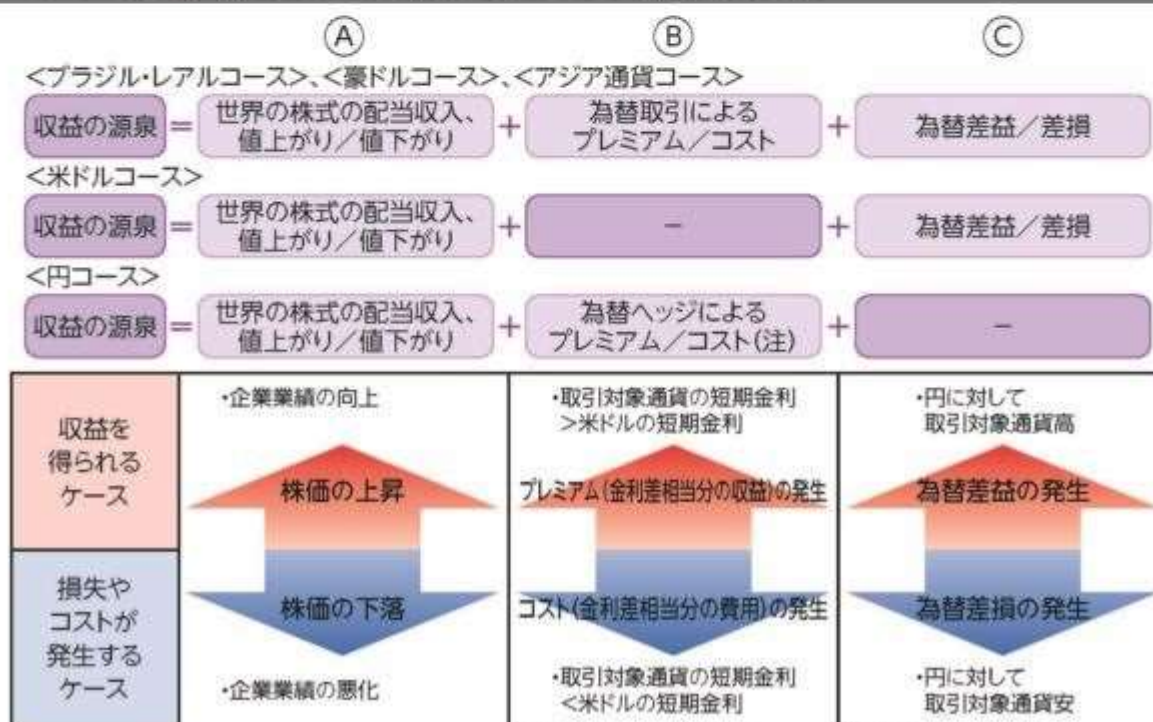 Ⓐ Ⓑ Ⓒ
<ブラジル・レアルコース>、<豪ドルコース>、<アジア通貨コース>
収益の源泉 = 世界の株式の配当収入、 + 為替取引による + 為替差益/差損
値上がり/値下がり プレミアム/コスト
<米ドルコース>
収益の源泉 = 世界の株式の配当収入、 + − + 為替差益/差損
値上がり/値下がり
<円コース>
収益の源泉 = 世界の株式の配当収入、 + 為替ヘッジによる + −
値上がり/値下がり プレミアム/コスト(注)
収益を
得られる
ケース
・企業業績の向上
株価の上昇
・取引対象通貨の短期金利
>米ドルの短期金利
プレミアム(金利差相当分の収益)の発生
・円に対して
取引対象通貨高
為替差益の発生
損失や
コストが
発生する
ケース
株価の下落
・企業業績の悪化
コスト(金利差相当分の費用)の発生
・取引対象通貨の短期金利
<米ドルの短期金利
為替差損の発生
・円に対して
取引対象通貨安